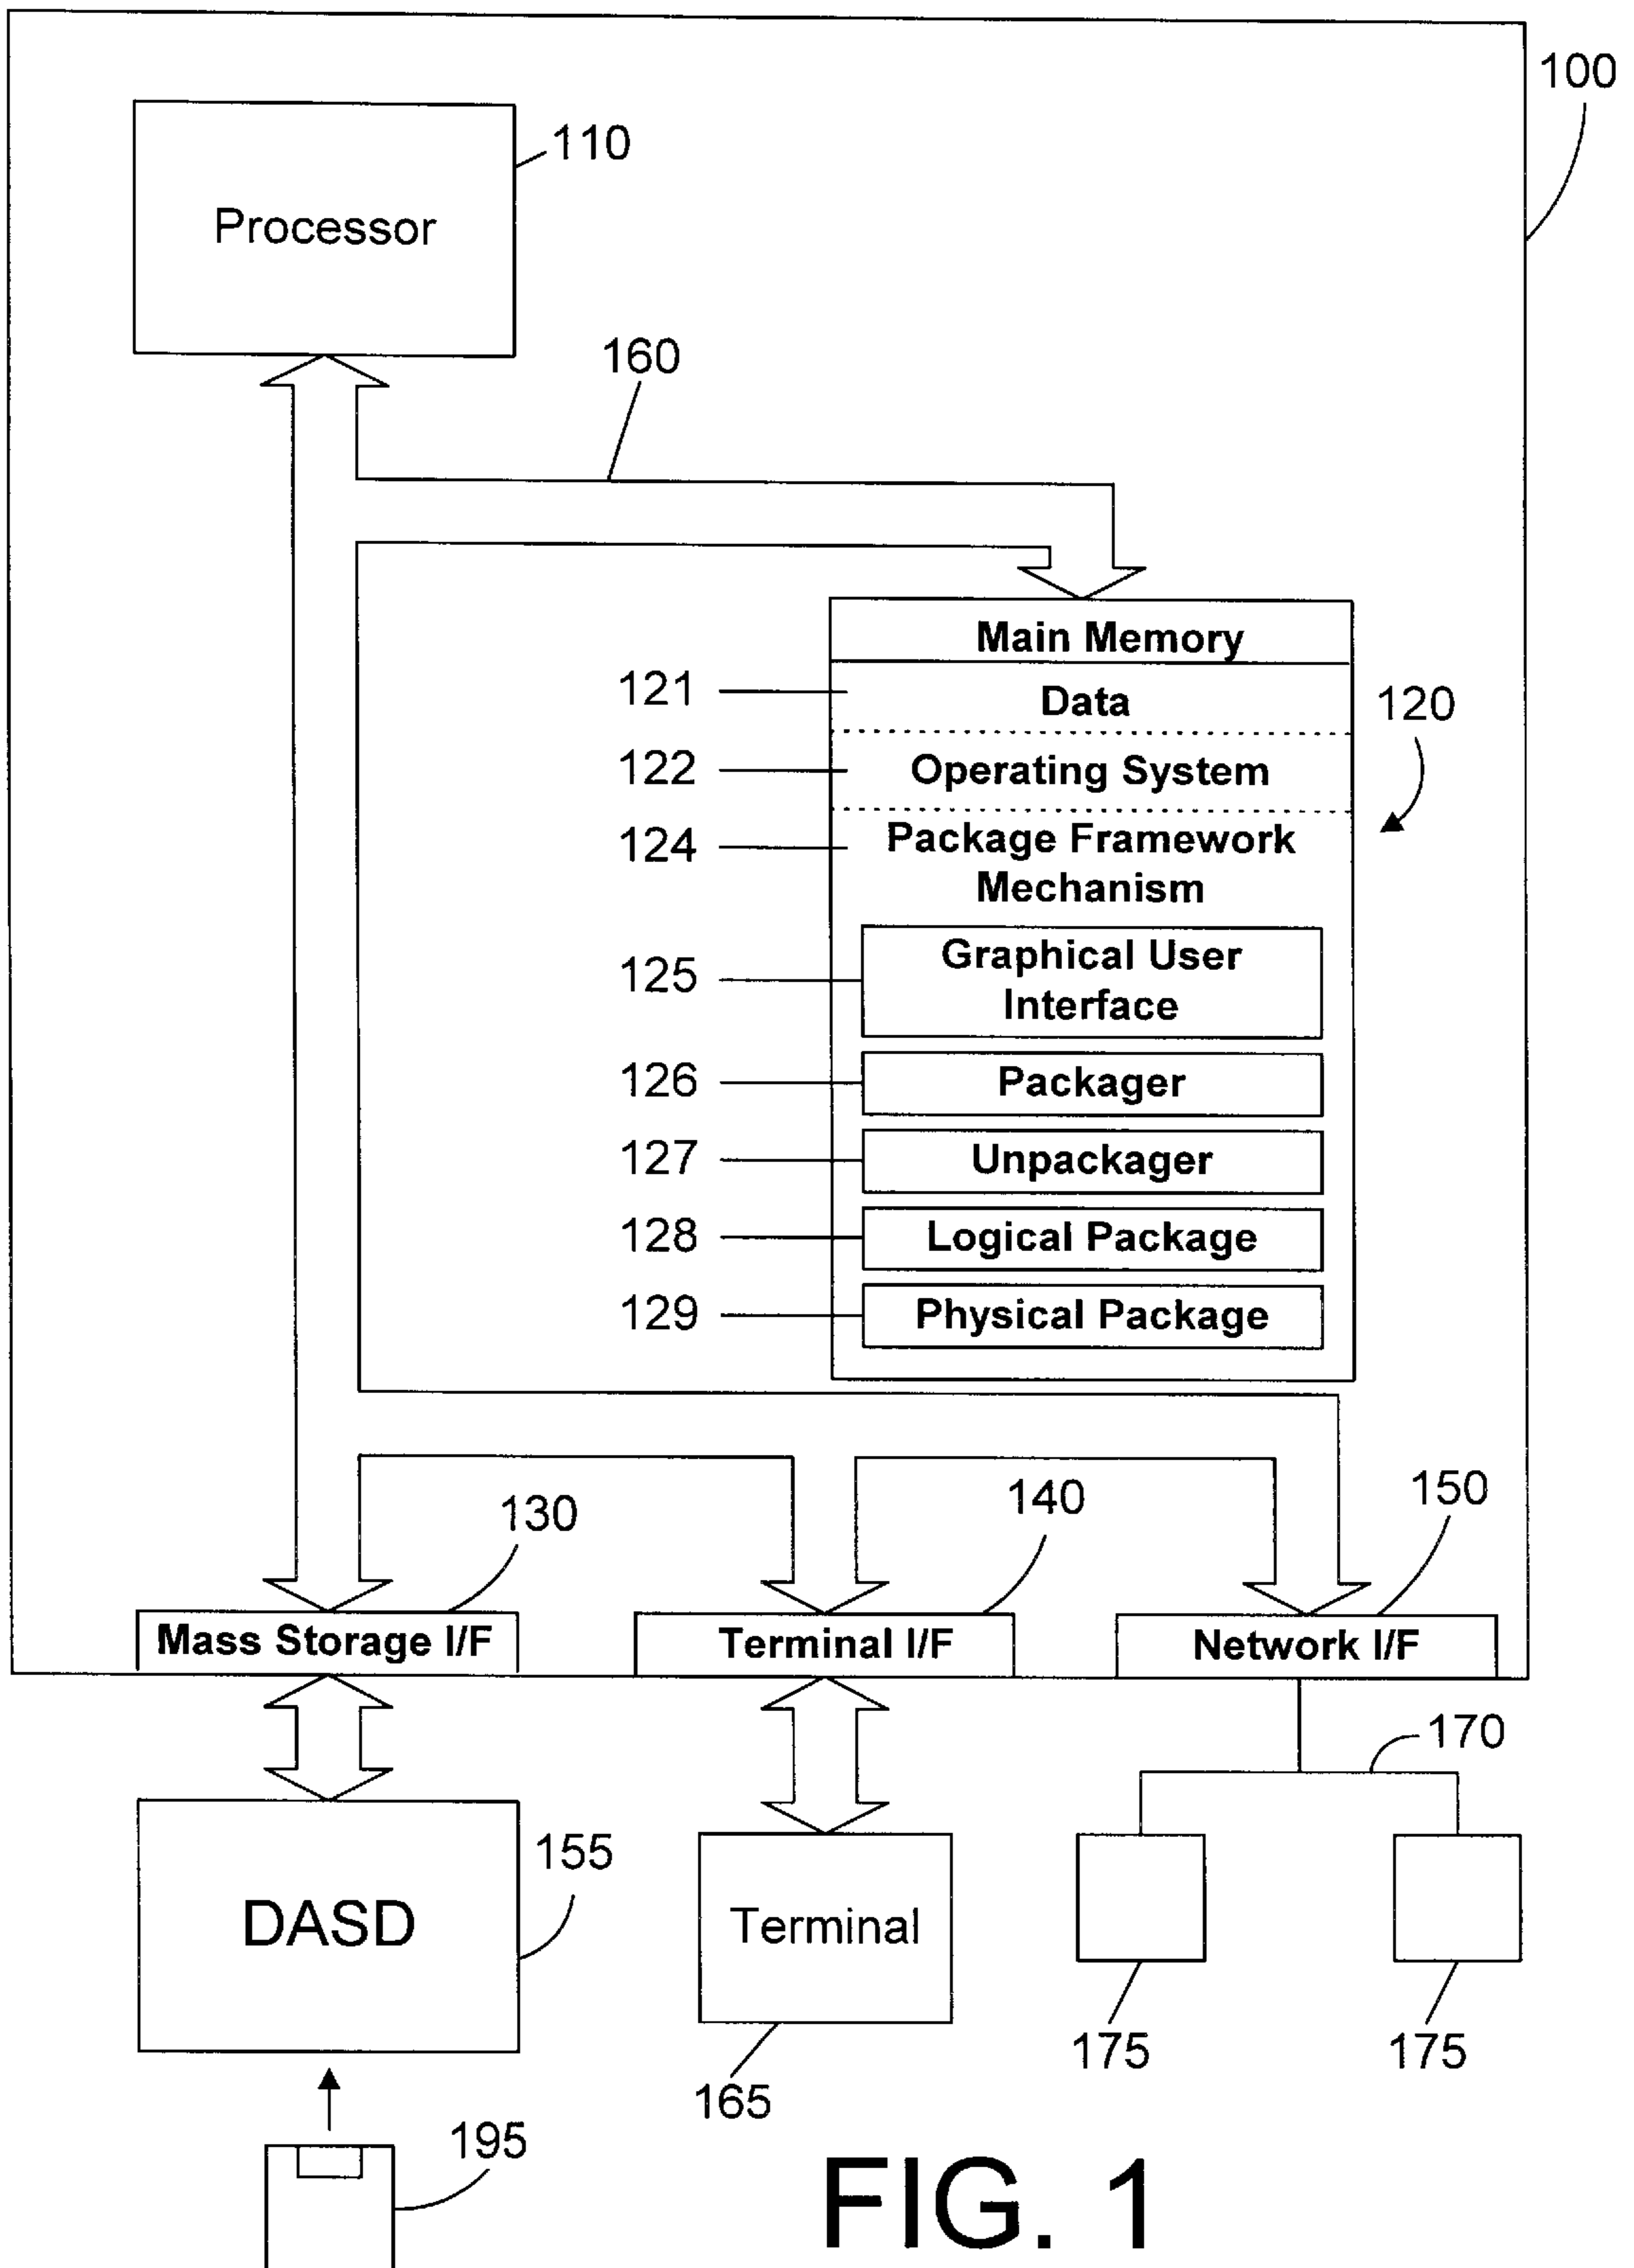 100
110
Processor
160
Main Memory
121
Data
120
122
Operating System
124
Package Framework
Mechanism
125
Graphical User
Interface
126
Packager
127
Unpackager
128
Logical Package
129
Physical Package
130
140
150
Mass Storage I/F
Terminal I/F
Network I/F
170
155
DASD
Terminal
175
175
165
195
FIG. 1